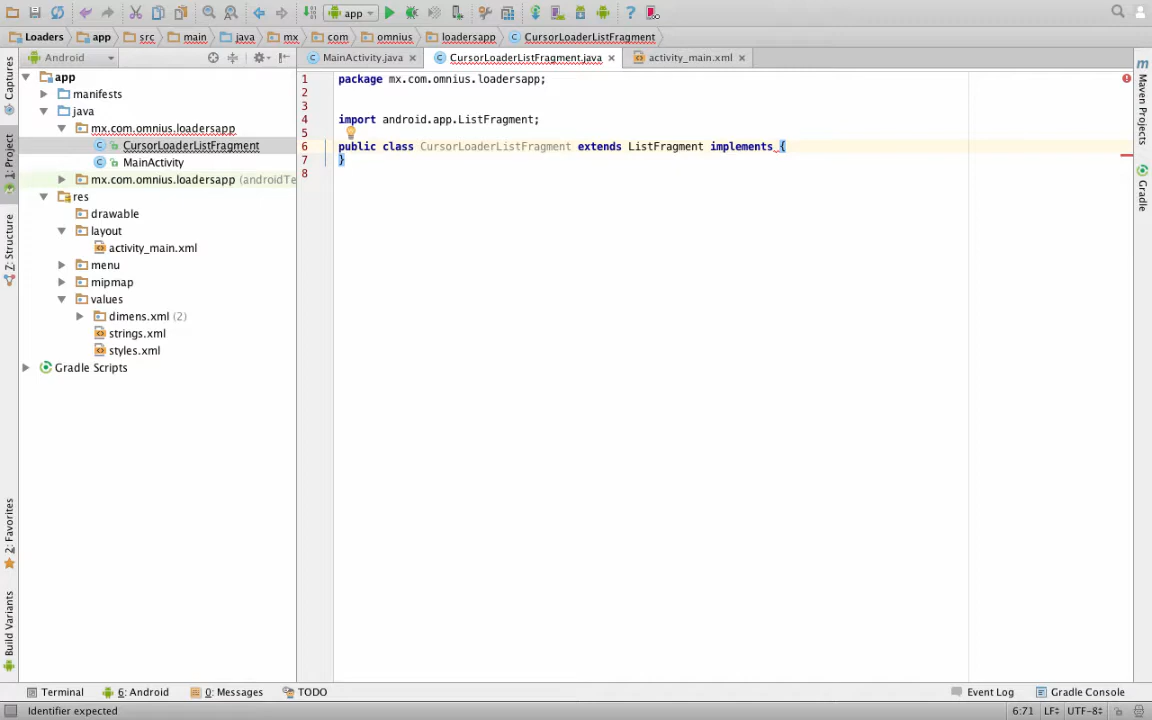 app
Loaders app src main java mx com omnius loadersapp CursorLoaderListFragment
Android
MainActivity.java
CursorLoaderListFragment.java
activity_main.xml
Captures
1: Project
Z: Structure
2: Favorites
Build Variants
app
manifests
java
mx.com.omnius.loadersapp
CursorLoaderListFragment
MainActivity
mx.com.omnius.loadersapp (androidTe
res
drawable
layout
activity_main.xml
menu
mipmap
values
dimens.xml (2)
strings.xml
styles.xml
Gradle Scripts
1 package mx.com.omnius.loadersapp;
2
3
4 import android.app.ListFragment;
5
6 public class CursorLoaderListFragment extends ListFragment implements {
7 }
8
m
Maven Projects
Gradle
Terminal 6: Android 0: Messages TODO Event Log Gradle Console
Identifier expected 6:71 LF UTF-8